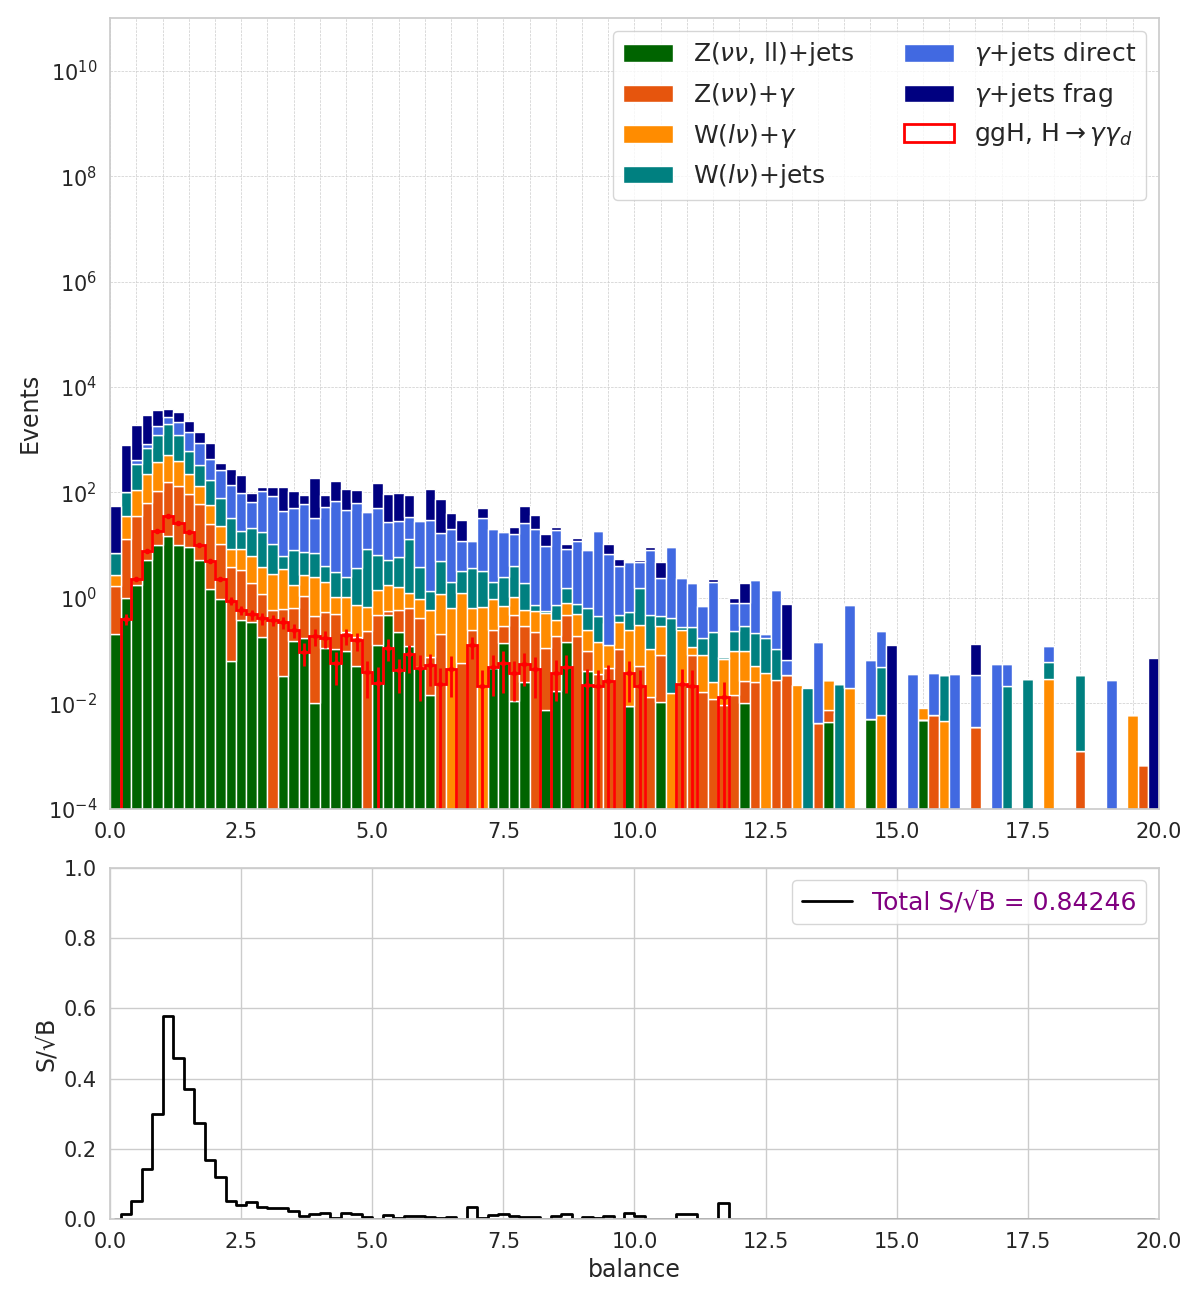 10^10
10^8
10^6
10^4
10^2
10^0
10^−2
10^−4
Events
Z(νν, ll)+jets
Z(νν)+γ
W(lν)+γ
W(lν)+jets
γ+jets direct
γ+jets frag
ggH, H→γγ_d
0.0 2.5 5.0 7.5 10.0 12.5 15.0 17.5 20.0
1.0
0.8
0.6
0.4
0.2
0.0
S/√B
Total S/√B = 0.84246
0.0 2.5 5.0 7.5 10.0 12.5 15.0 17.5 20.0
balance